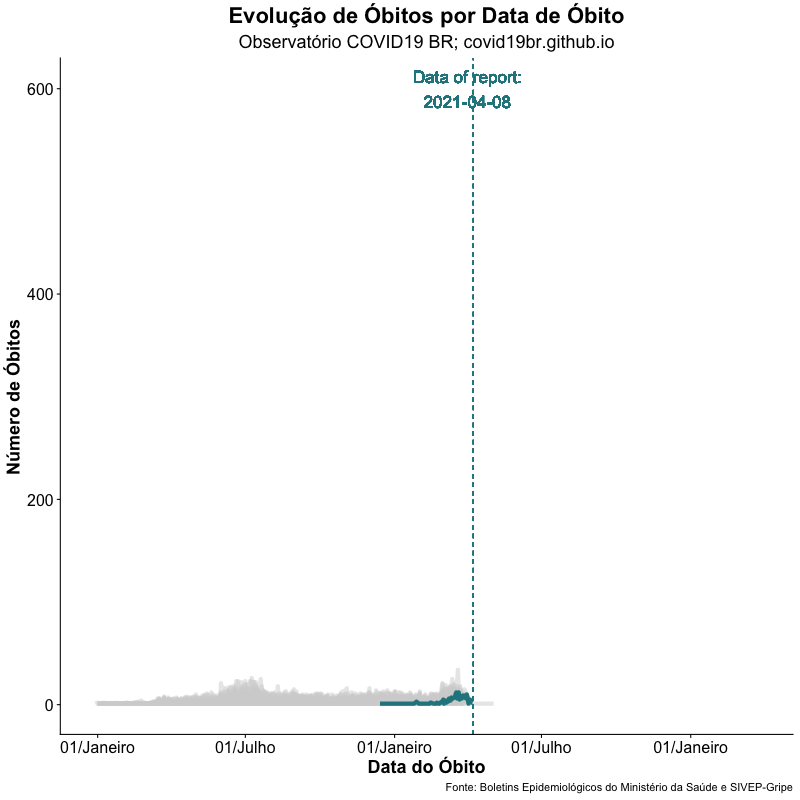 Evolução de Óbitos por Data de Óbito
Observatório COVID19 BR; covid19br.github.io
Data of report:
2021-04-08
600
400
200
0
Número de Óbitos
01/Janeiro
01/Julho
01/Janeiro
01/Julho
01/Janeiro
Data do Óbito
Fonte: Boletins Epidemiológicos do Ministério da Saúde e SIVEP-Gripe